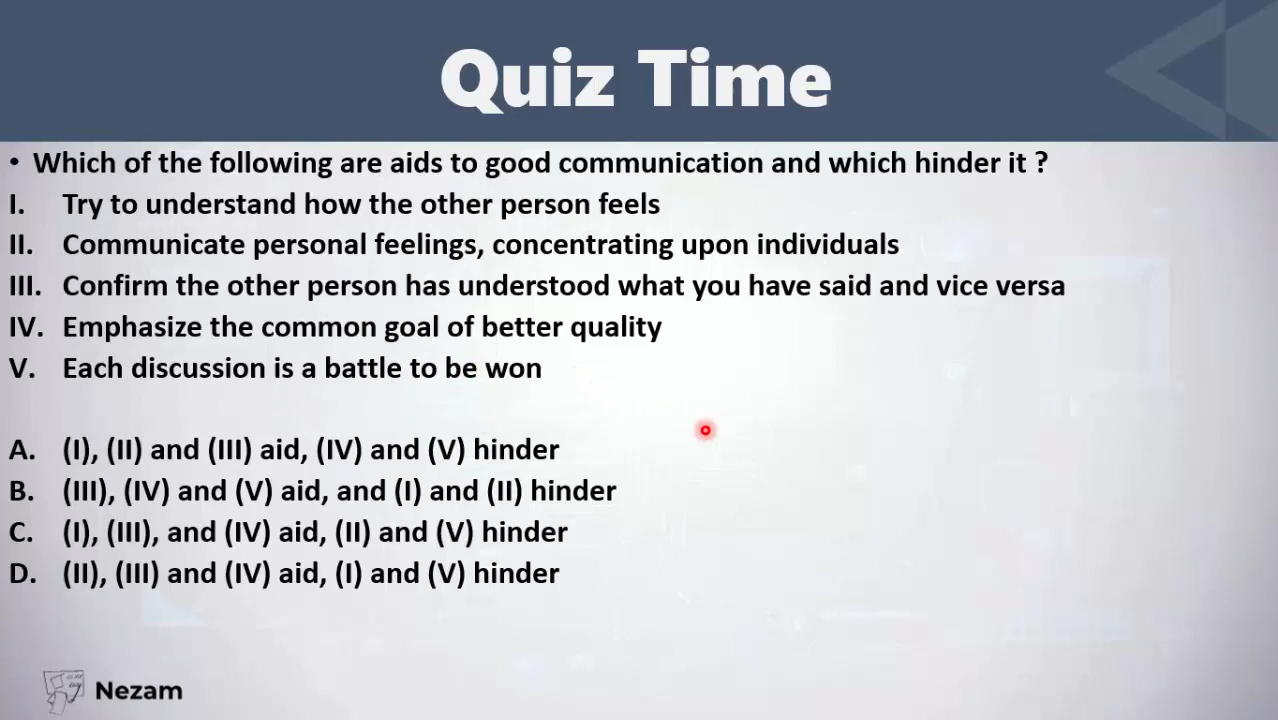 Quiz Time
• Which of the following are aids to good communication and which hinder it ?
I. Try to understand how the other person feels
II. Communicate personal feelings, concentrating upon individuals
III. Confirm the other person has understood what you have said and vice versa
IV. Emphasize the common goal of better quality
V. Each discussion is a battle to be won
A. (I), (II) and (III) aid, (IV) and (V) hinder
B. (III), (IV) and (V) aid, and (I) and (II) hinder
C. (I), (III), and (IV) aid, (II) and (V) hinder
D. (II), (III) and (IV) aid, (I) and (V) hinder
Nezam